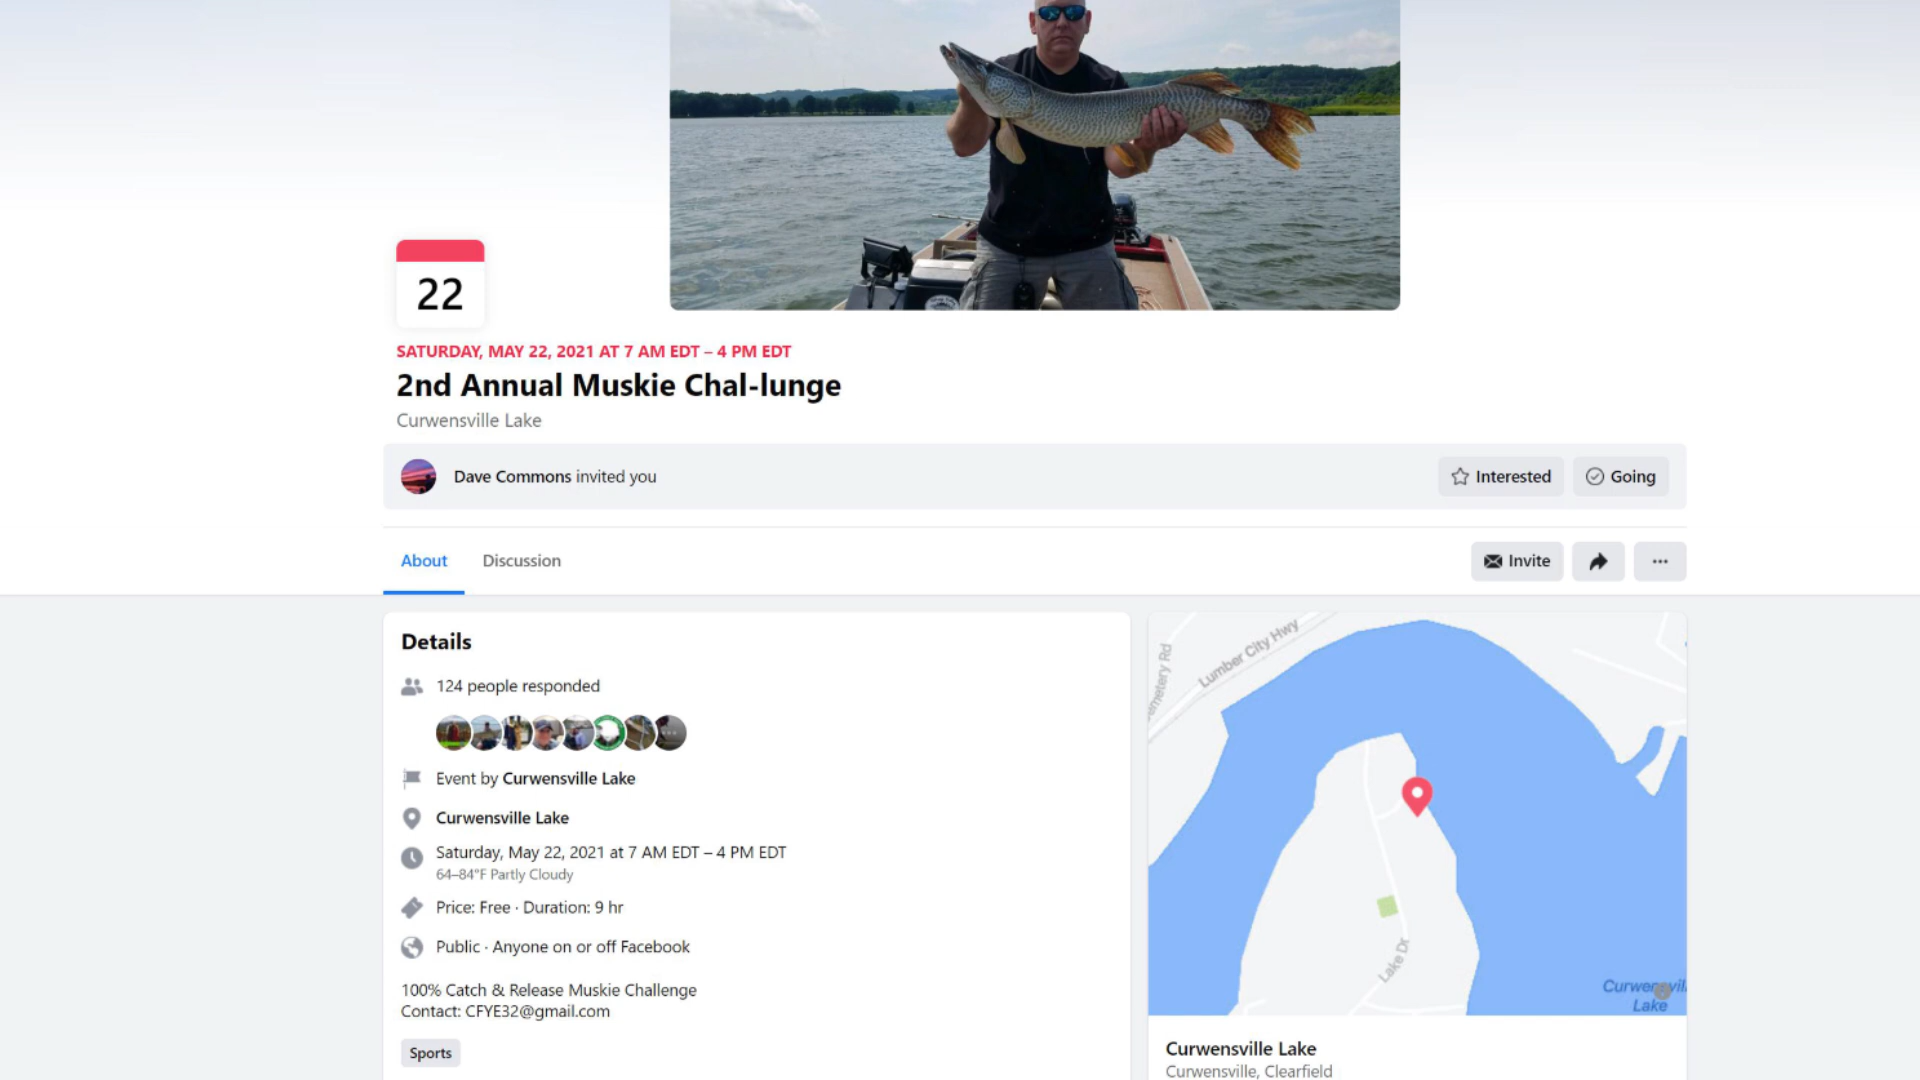 22
SATURDAY, MAY 22, 2021 AT 7 AM EDT – 4 PM EDT
2nd Annual Muskie Chal-lunge
Curwensville Lake
Dave Commons invited you
Interested
Going
About
Discussion
Invite
Details
124 people responded
Event by Curwensville Lake
Curwensville Lake
Saturday, May 22, 2021 at 7 AM EDT – 4 PM EDT
64–84°F Partly Cloudy
Price: Free · Duration: 9 hr
Public · Anyone on or off Facebook
100% Catch & Release Muskie Challenge
Contact: CFYE32@gmail.com
Sports
Lumber City Hwy
metery Rd
Lake Dr
Lake
Curwensville Lake
Curwensville, Clearfield